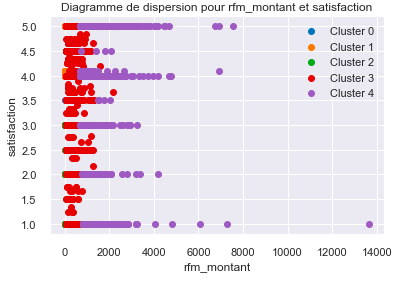 Diagramme de dispersion pour rfm_montant et satisfaction
5.0
4.5
4.0
3.5
3.0
2.5
2.0
1.5
1.0
satisfaction
Cluster 0
Cluster 1
Cluster 2
Cluster 3
Cluster 4
0 2000 4000 6000 8000 10000 12000 14000
rfm_montant